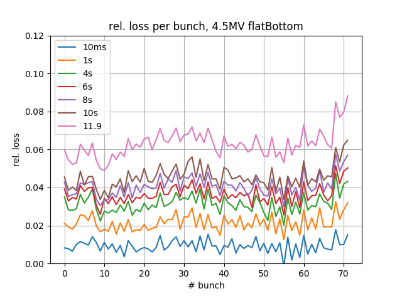 rel. loss per bunch, 4.5MV flatBottom
0.12
0.10
0.08
0.06
0.04
0.02
0.00
rel. loss
10ms
1s
4s
6s
8s
10s
11.9
0 10 20 30 40 50 60 70
# bunch